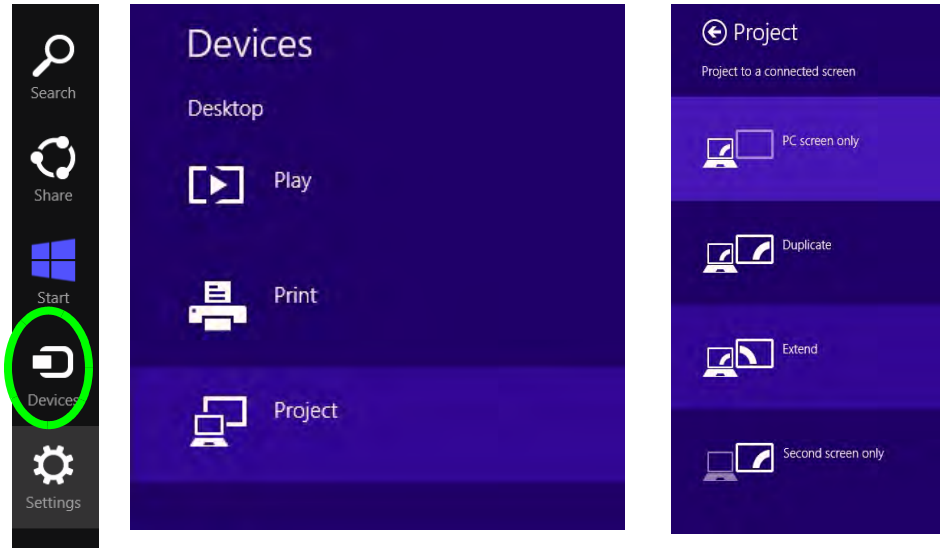 Search
Share
Start
Devices
Settings
Devices
Desktop
Play
Print
Project
Project
Project to a connected screen
PC screen only
Duplicate
Extend
Second screen only